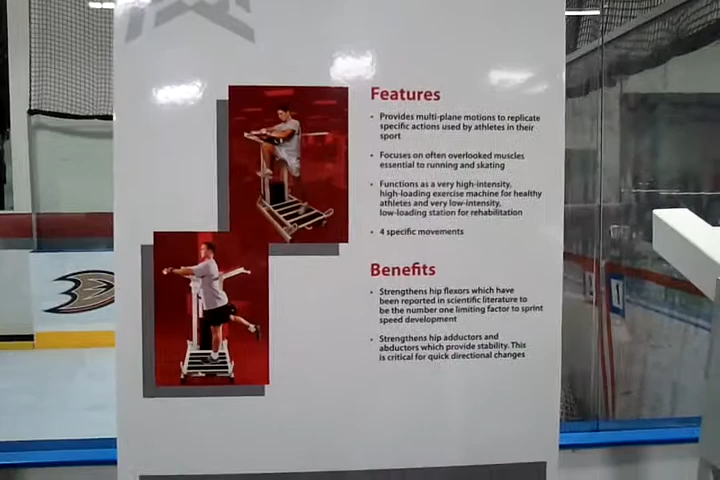 Features
• Provides multi-plane motions to replicate
specific actions used by athletes in their
sport
• Focuses on often overlooked muscles
essential to running and skating
• Functions as a very high-intensity,
high-loading exercise machine for healthy
athletes and very low-intensity,
low-loading station for rehabilitation
• 4 specific movements
Benefits
• Strengthens hip flexors which have
been reported in scientific literature to
be the number one limiting factor to sprint
speed development
• Strengthens hip adductors and
abductors which provide stability. This
is critical for quick directional changes
1